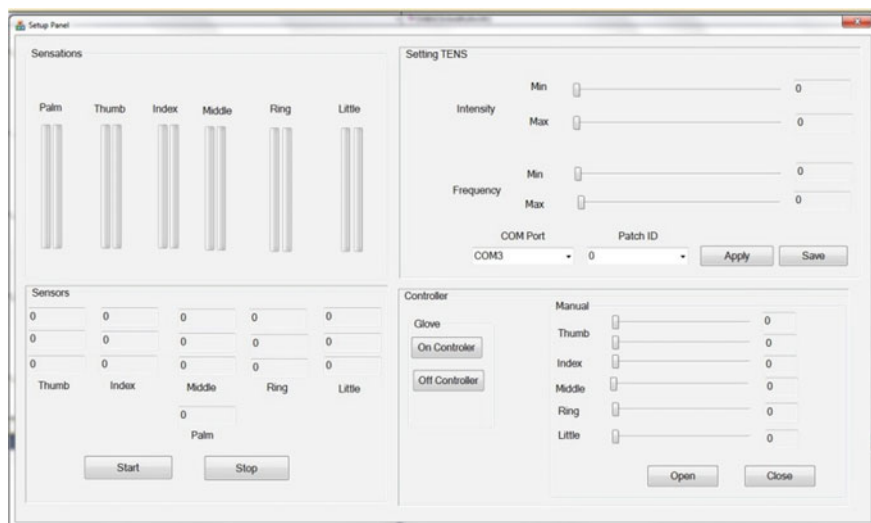 Setup Panel
Sensations
Palm Thumb Index Middle Ring Little
Setting TENS
Intensity
Min 0
Max 0
Frequency
Min 0
Max 0
COM Port Patch ID
COM3 0 Apply Save
Sensors
0 0 0 0 0
0 0 0 0 0
0 0 0 0 0
Thumb Index Middle Ring Little
0
Palm
Start Stop
Controller
Glove
On Controler
Off Controller
Manual
Thumb 0
0
Index 0
Middle 0
Ring 0
Little 0
Open Close